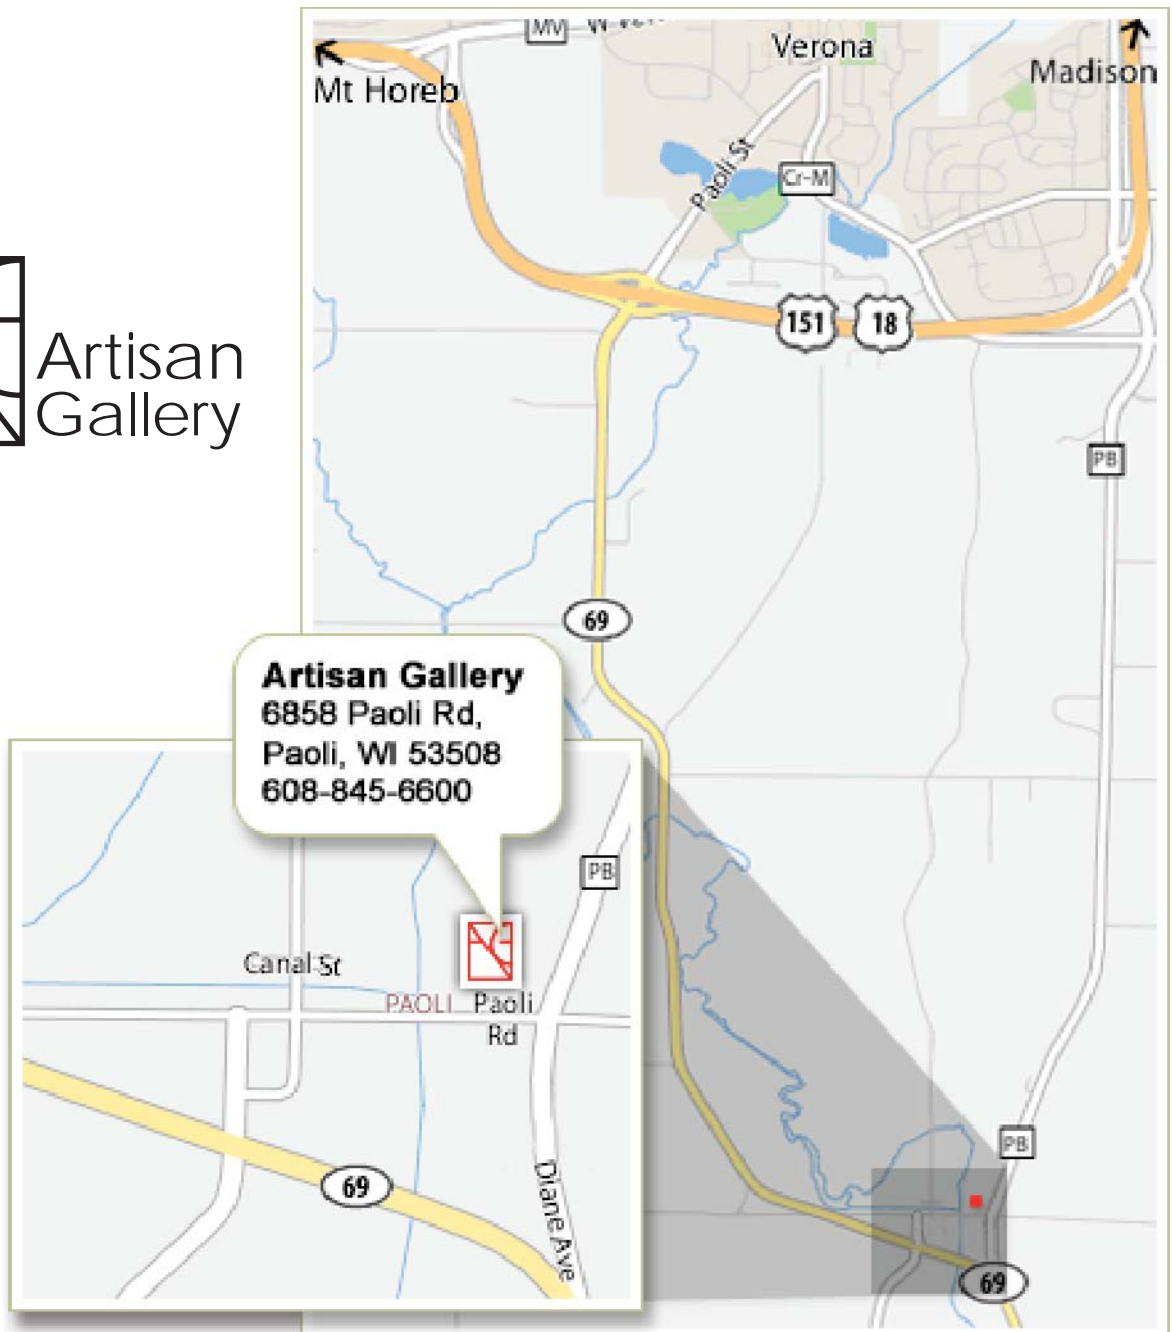 MV
Verona
Mt Horeb
Madison
Paoli St
Cr-M
151
18
Artisan
Gallery
PB
69
Artisan Gallery
6858 Paoli Rd,
Paoli, WI 53508
608-845-6600
PB
Canal St
PAOLI
Paoli
Rd
69
Diane Ave
PB
69